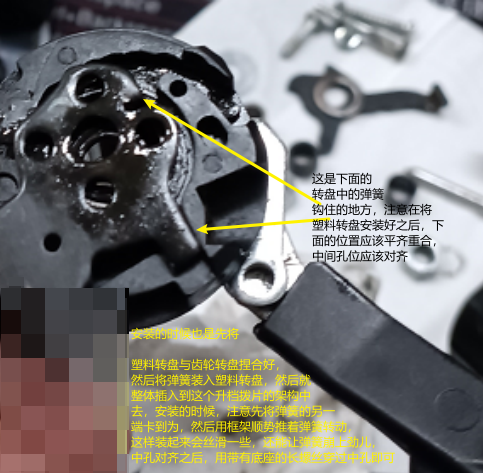 这是下面的
转盘中的弹簧
钩住的地方，注意在将
塑料转盘安装好之后，下
面的位置应该平齐重合，
中间孔位应该对齐
安装的时候也是先将
塑料转盘与齿轮转盘捏合好，
然后将弹簧装入塑料转盘，然后就
整体插入到这个升档拨片的架构中
去，安装的时候，注意先将弹簧的另一
端卡到为，然后用框架顺势推着弹簧转动，
这样装起来会丝滑一些，还能让弹簧带上劲儿，
中孔对齐之后，用带有底座的长螺丝穿过中孔即可